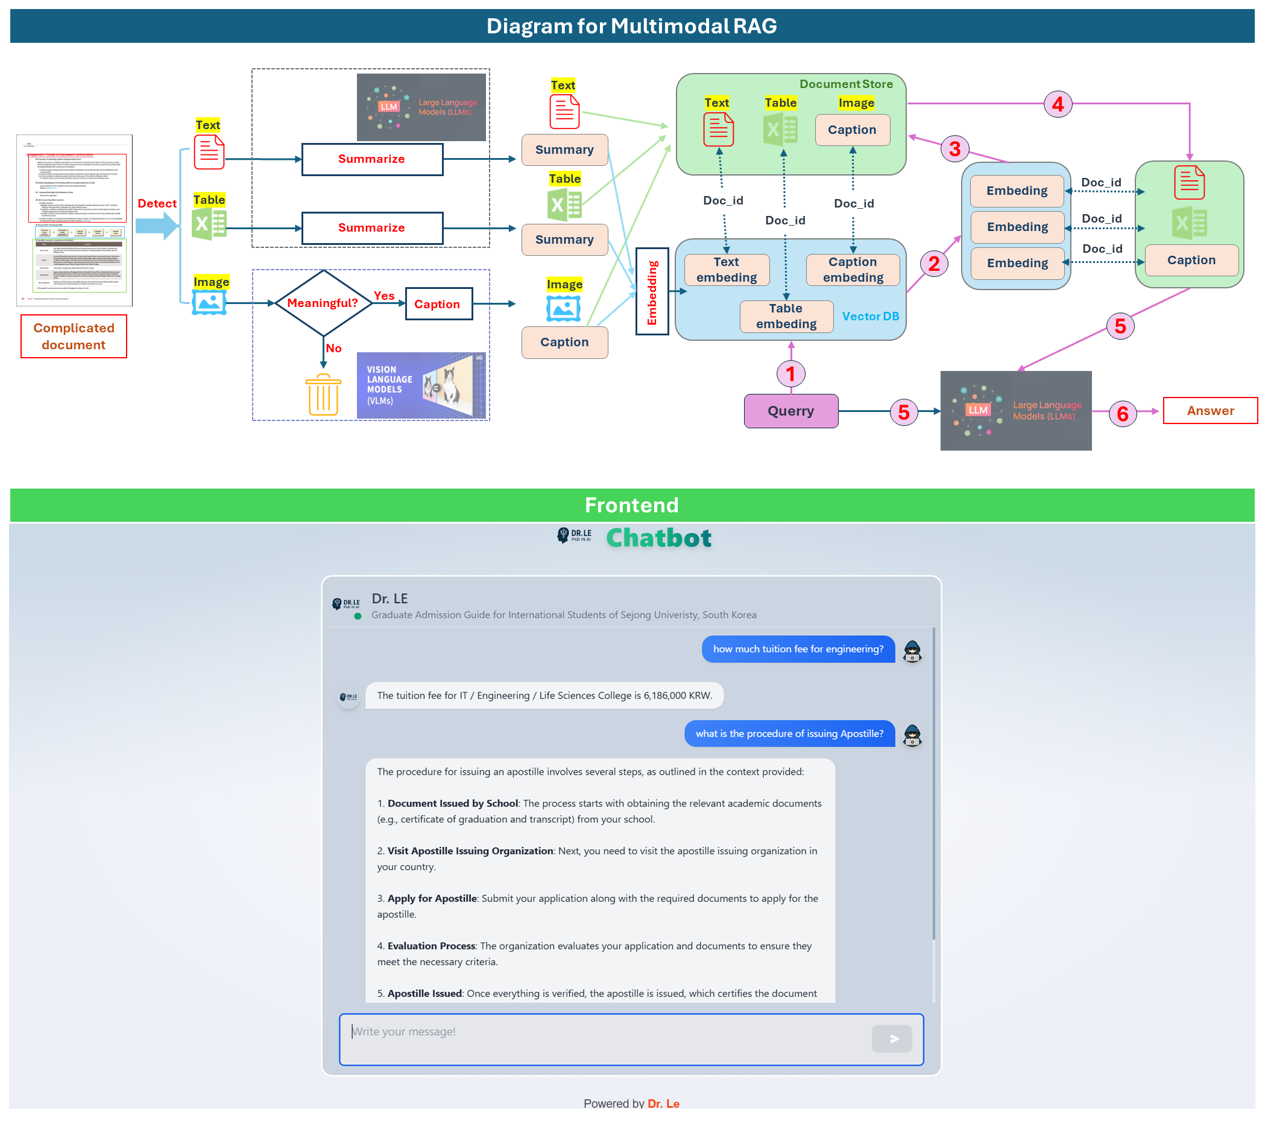 Diagram for Multimodal RAG
Complicated
document
Detect
Text
Table
Image
LLM
Large Language
Models (LLMs)
Summarize
Summarize
Meaningful?
Yes
Caption
No
VISION
LANGUAGE
MODELS
(VLMs)
Text
Summary
Table
Summary
Image
Caption
Embedding
Document Store
Text
Table
Image
Caption
Doc_id
Doc_id
Doc_id
Text
embeding
Caption
embeding
Table
embeding
Vector DB
1
Querry
2
3
4
Embeding
Embeding
Embeding
Doc_id
Doc_id
Doc_id
Caption
5
5
LLM
Large Language
Models (LLMs)
6
Answer
Frontend
DR.LE
PhD IN AI
Chatbot
DR.LE
PhD IN AI
Dr. LE
Graduate Admission Guide for International Students of Sejong Univeristy, South Korea
how much tuition fee for engineering?
DR.LE
The tuition fee for IT / Engineering / Life Sciences College is 6,186,000 KRW.
what is the procedure of issuing Apostille?
The procedure for issuing an apostille involves several steps, as outlined in the context provided:
1. Document Issued by School: The process starts with obtaining the relevant academic documents
(e.g., certificate of graduation and transcript) from your school.
2. Visit Apostille Issuing Organization: Next, you need to visit the apostille issuing organization in
your country.
3. Apply for Apostille: Submit your application along with the required documents to apply for the
apostille.
4. Evaluation Process: The organization evaluates your application and documents to ensure they
meet the necessary criteria.
5. Apostille Issued: Once everything is verified, the apostille is issued, which certifies the document
Write your message!
Powered by Dr. Le